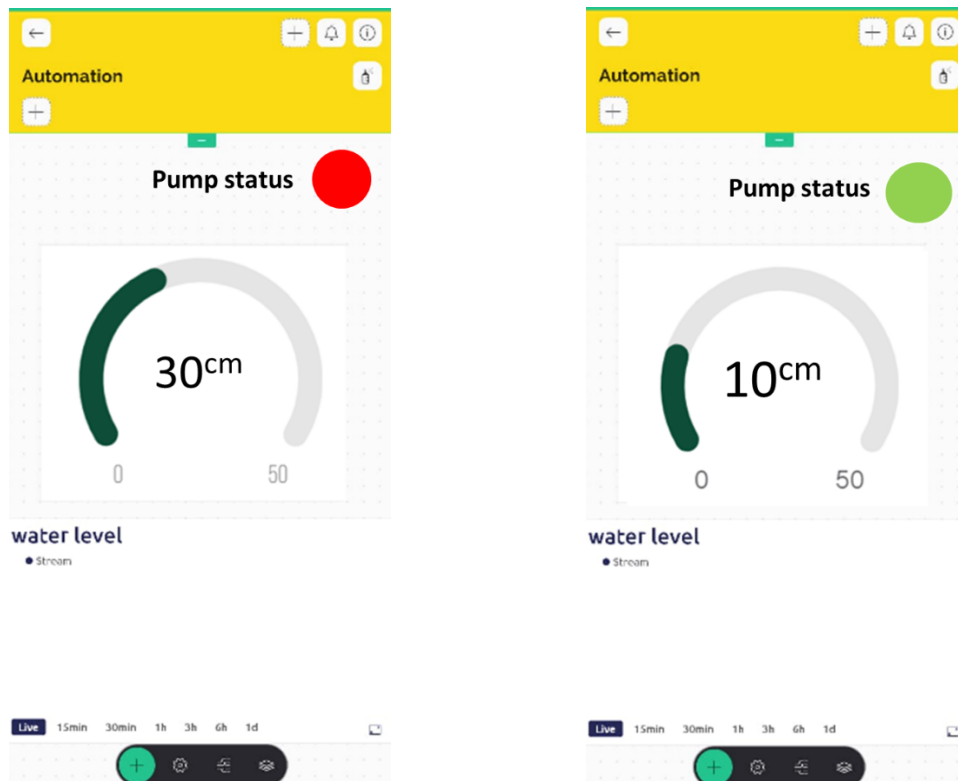 Automation
Pump status
30cm
0 50
water level
Stream
Live 15min 30min 1h 3h 6h 1d
Automation
Pump status
10cm
0 50
water level
Stream
Live 15min 30min 1h 3h 6h 1d